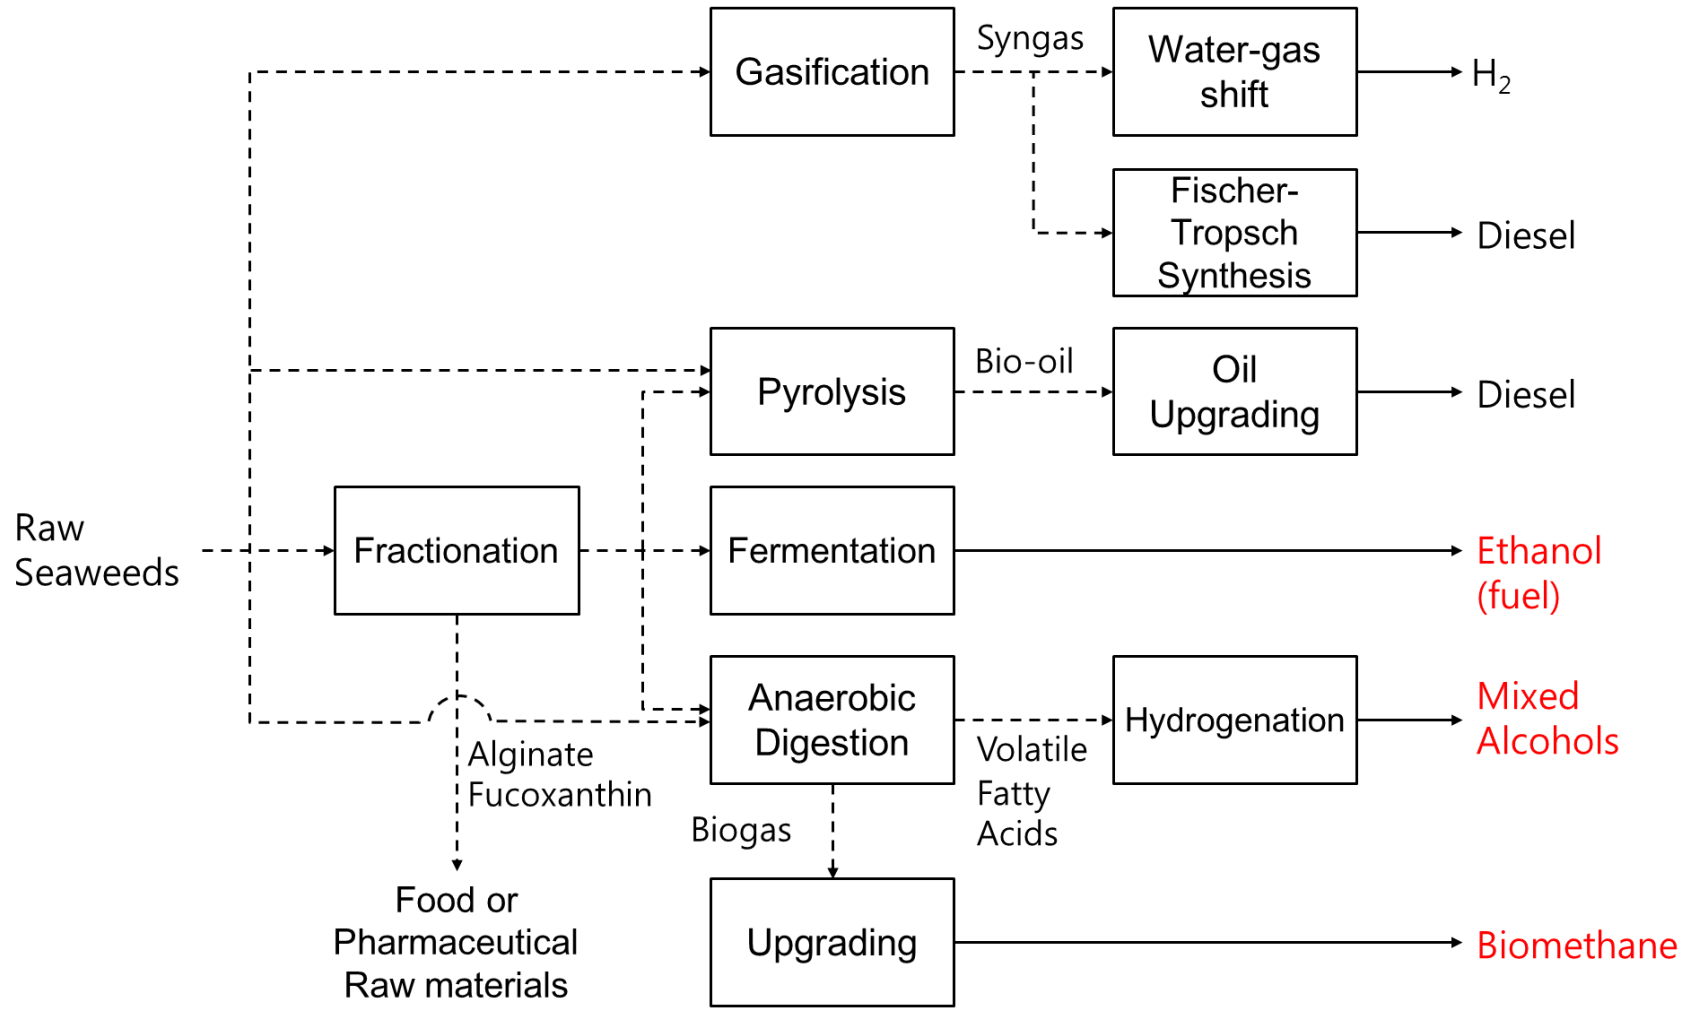 Gasification
Syngas
Water-gas
shift
H₂
Fischer-
Tropsch
Synthesis
Diesel
Pyrolysis
Bio-oil
Oil
Upgrading
Diesel
Raw
Seaweeds
Fractionation
Fermentation
Ethanol
(fuel)
Alginate
Fucoxanthin
Food or
Pharmaceutical
Raw materials
Anaerobic
Digestion
Volatile
Fatty
Acids
Hydrogenation
Mixed
Alcohols
Biogas
Upgrading
Biomethane